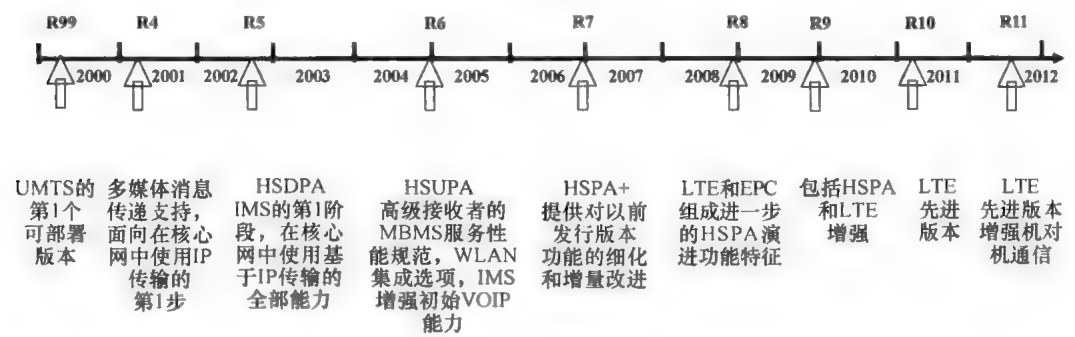 R99 R4 R5 R6 R7 R8 R9 R10 R11
2000 2001 2002 2003 2004 2005 2006 2007 2008 2009 2010 2011 2012
UMTS的
第1个
可部署
版本
多媒体消息
传递支持，
面向在核心
网中使用IP
传输的
第1步
HSDPA
IMS的第1阶
段，在核心
网中使用基
于IP传输的
全部能力
HSUPA
高级接收者的
MBMS服务性
能规范，WLAN
集成选项，IMS
增强初始VOIP
能力
HSPA+
提供对以前
发行版本
功能的细化
和增量改进
LTE和EPC
组成进一步
的HSPA演
进功能特征
包括HSPA
和LTE
增强
LTE
先进
版本
LTE
先进版本
增强机对
机通信